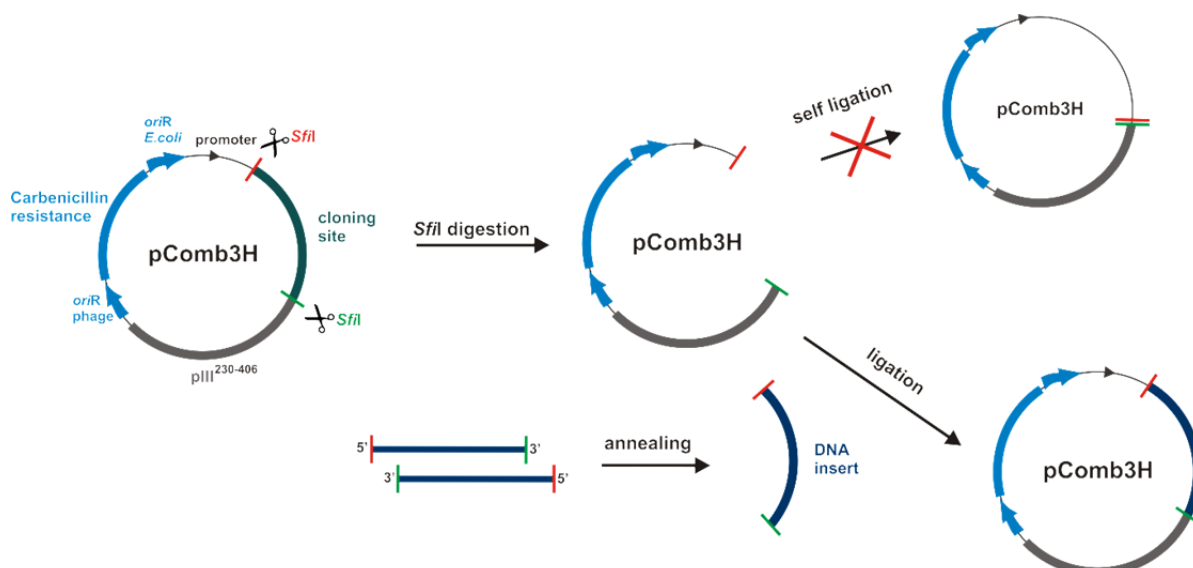 oriR
E.coli
promoter
SfiI
Carbenicillin
resistance
pComb3H
cloning
site
oriR
phage
SfiI
pIII230-406
SfiI digestion
pComb3H
self ligation
pComb3H
ligation
5'
3'
3'
5'
annealing
DNA
insert
pComb3H